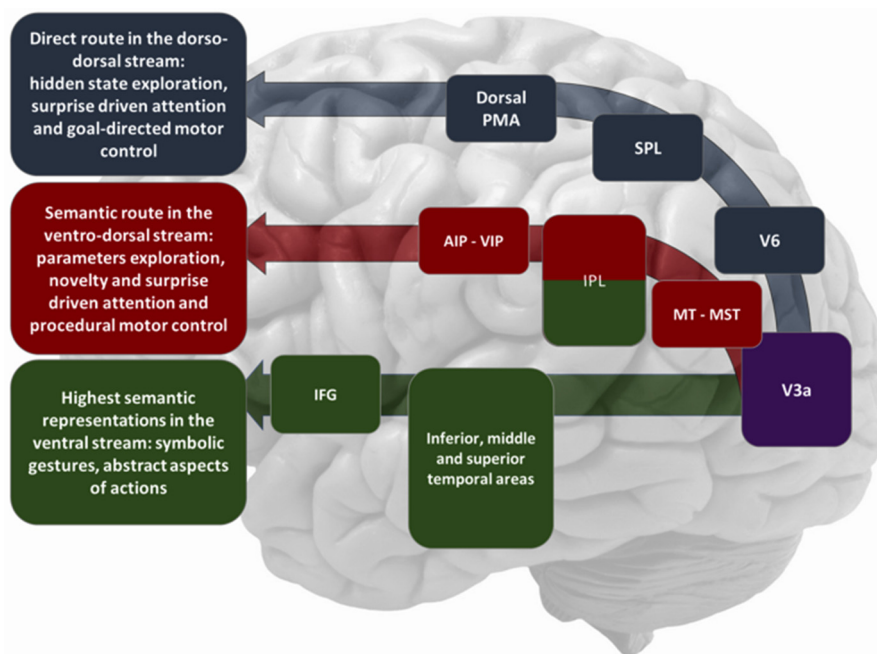 Direct route in the dorso-
dorsal stream:
hidden state exploration,
surprise driven attention
and goal-directed motor
control
Dorsal
PMA
SPL
V6
Semantic route in the
ventro-dorsal stream:
parameters exploration,
novelty and surprise
driven attention and
procedural motor control
AIP - VIP
IPL
MT - MST
V3a
Highest semantic
representations in the
ventral stream: symbolic
gestures, abstract aspects
of actions
IFG
Inferior, middle
and superior
temporal areas